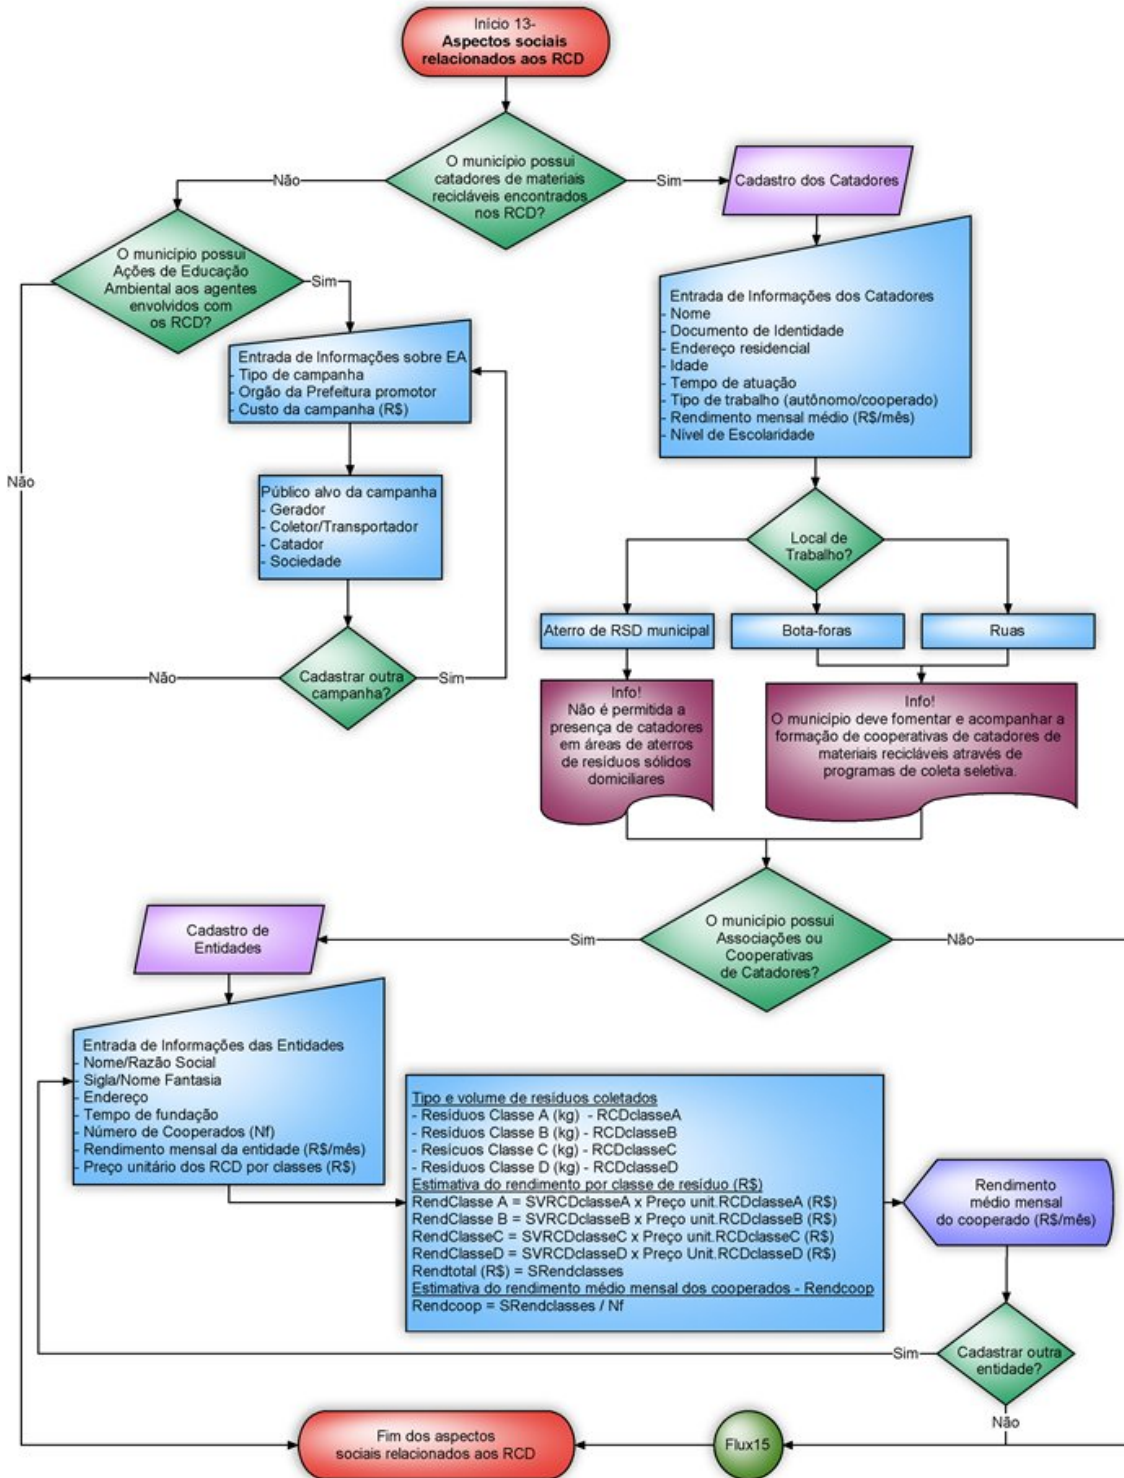 Início 13-
Aspectos sociais
relacionados aos RCD
O município possui
catadores de materiais
recicláveis encontrados
nos RCD?
Não
Sim
Cadastro dos Catadores
O município possui
Ações de Educação
Ambiental aos agentes
envolvidos com
os RCD?
Sim
Não
Entrada de Informações sobre EA
- Tipo de campanha
- Orgão da Prefeitura promotor
- Custo da campanha (R$)
Público alvo da campanha
- Gerador
- Coletor/Transportador
- Catador
- Sociedade
Cadastrar outra
campanha?
Não
Sim
Entrada de Informações dos Catadores
- Nome
- Documento de Identidade
- Endereço residencial
- Idade
- Tempo de atuação
- Tipo de trabalho (autônomo/cooperado)
- Rendimento mensal médio (R$/mês)
- Nível de Escolaridade
Local de
Trabalho?
Aterro de RSD municipal
Bota-foras
Ruas
Info!
Não é permitida a
presença de catadores
em áreas de aterros
de resíduos sólidos
domiciliares
Info!
O municipio deve fomentar e acompanhar a
formação de cooperativas de catadores de
materiais recicláveis através de
programas de coleta seletiva.
O município possui
Associações ou
Cooperativas
de Catadores?
Sim
Não
Cadastro de
Entidades
Entrada de Informações das Entidades
- Nome/Razão Social
- Sigla/Nome Fantasia
- Endereço
- Tempo de fundação
- Número de Cooperados (Nf)
- Rendimento mensal da entidade (R$/mês)
- Preço unitário dos RCD por classes (R$)
Tipo e volume de resíduos coletados
- Resíduos Classe A (kg) - RCDclasseA
- Resíduos Classe B (kg) - RCDclasseB
- Resícuos Classe C (kg) - RCDclasseC
- Resíduos Classe D (kg) - RCDclasseD
Estimativa do rendimento por classe de resíduo (R$)
RendClasse A = SVRCDclasseA x Preço unit.RCDclasseA (R$)
RendClasse B = SVRCDclasseB x Preço unit.RCDclasseB (R$)
RendClasseC = SVRCDclasseC x Preço unit.RCDclasseC (R$)
RendClasseD = SVRCDclasseD x Preço Unit.RCDclasseD (R$)
Rendtotal (R$) = SRendclasses
Estimativa do rendimento médio mensal dos cooperados - Rendcoop
Rendcoop = SRendclasses / Nf
Rendimento
médio mensal
do cooperado (R$/mês)
Cadastrar outra
entidade?
Sim
Não
Flux15
Fim dos aspectos
sociais relacionados aos RCD